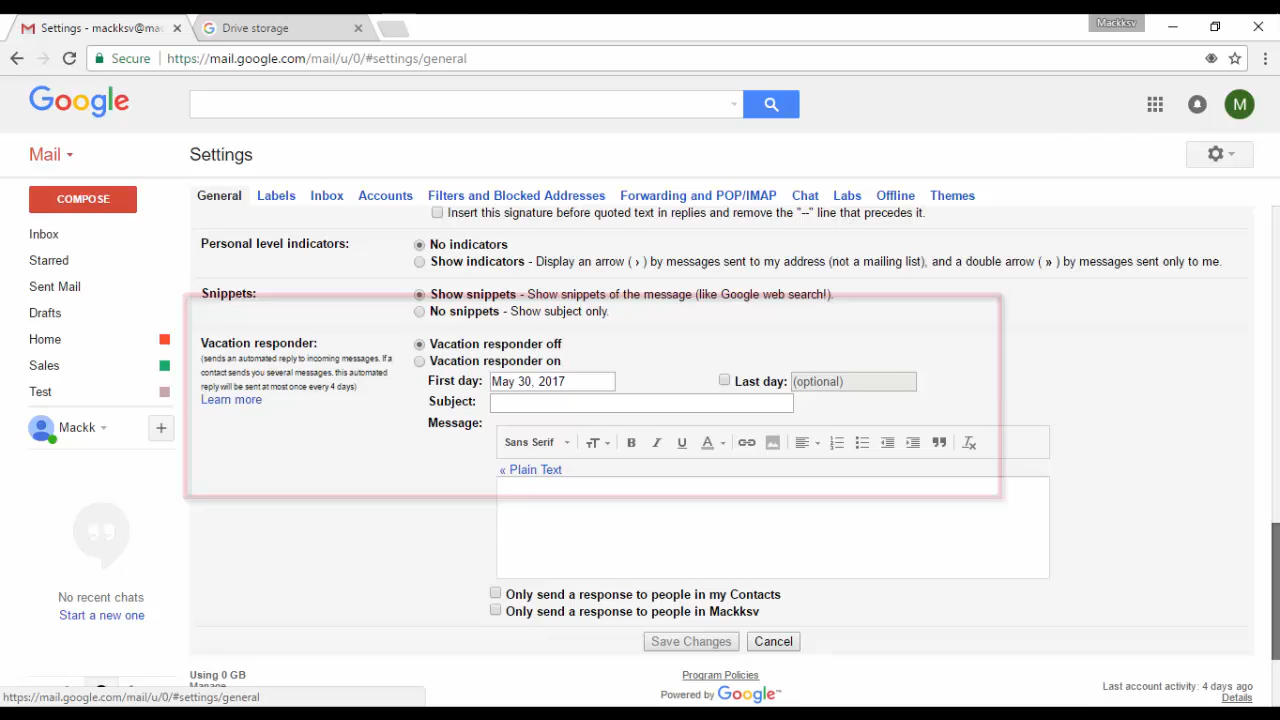 Settings - mackksv@mac
Drive storage
Mackksv
Secure
https://mail.google.com/mail/u/0/#settings/general
Google
M
Mail
Settings
COMPOSE
General
Labels
Inbox
Accounts
Filters and Blocked Addresses
Forwarding and POP/IMAP
Chat
Labs
Offline
Themes
Insert this signature before quoted text in replies and remove the "--" line that precedes it.
Inbox
Starred
Sent Mail
Drafts
Home
Sales
Test
Mackk
No recent chats
Start a new one
Personal level indicators:
No indicators
Show indicators - Display an arrow ( › ) by messages sent to my address (not a mailing list), and a double arrow ( » ) by messages sent only to me.
Snippets:
Show snippets - Show snippets of the message (like Google web search!).
No snippets - Show subject only.
Vacation responder:
(sends an automated reply to incoming messages. If a
contact sends you several messages, this automated
reply will be sent at most once every 4 days)
Learn more
Vacation responder off
Vacation responder on
First day: May 30, 2017
Last day: (optional)
Subject:
Message:
Sans Serif
« Plain Text
Only send a response to people in my Contacts
Only send a response to people in Mackksv
Save Changes
Cancel
Using 0 GB
Manage
Program Policies
Powered by Google™
Last account activity: 4 days ago
Details
https://mail.google.com/mail/u/0/#settings/general